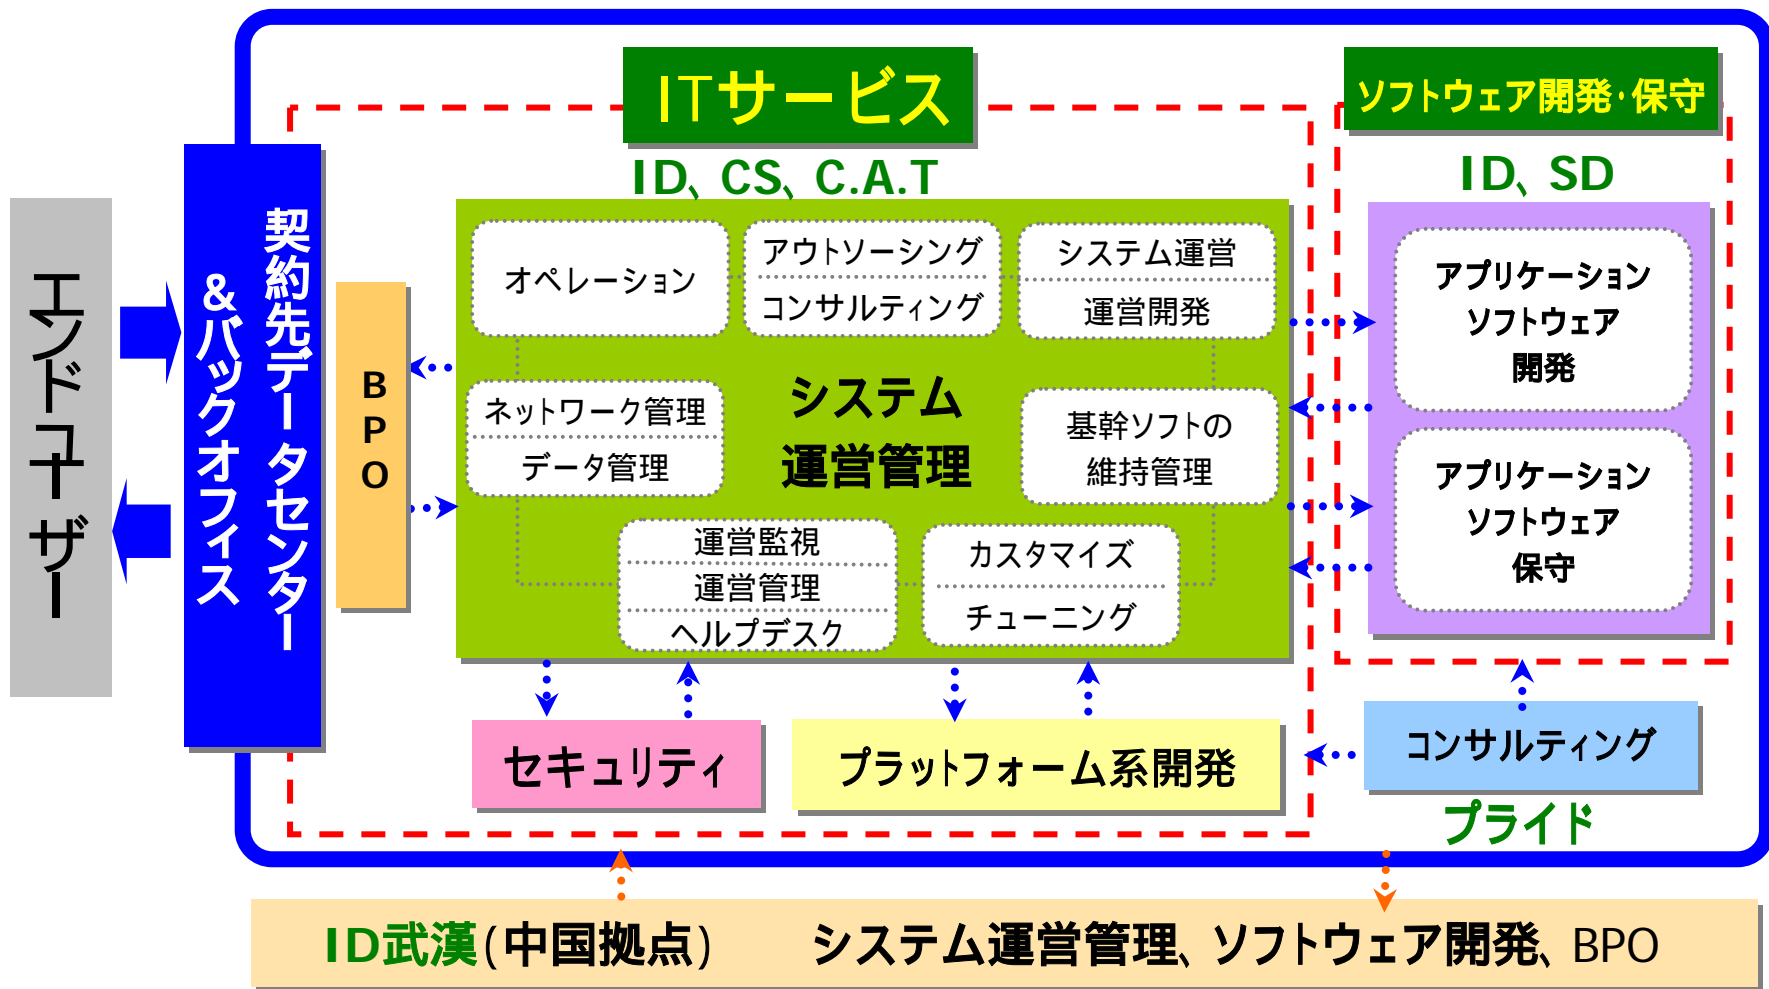 エンドユーザー
契約先データセンター
&バックオフィス
BPO
ITサービス
ID、CS、C.A.T
オペレーション
アウトソーシング
コンサルティング
システム運営
運営開発
ネットワーク管理
データ管理
システム
運営管理
基幹ソフトの
維持管理
運営監視
運営管理
ヘルプデスク
カスタマイズ
チューニング
セキュリティ
プラットフォーム系開発
ソフトウェア開発・保守
ID、SD
アプリケーション
ソフトウェア
開発
アプリケーション
ソフトウェア
保守
コンサルティング
プライド
ID武漢(中国拠点) システム運営管理、ソフトウェア開発、BPO